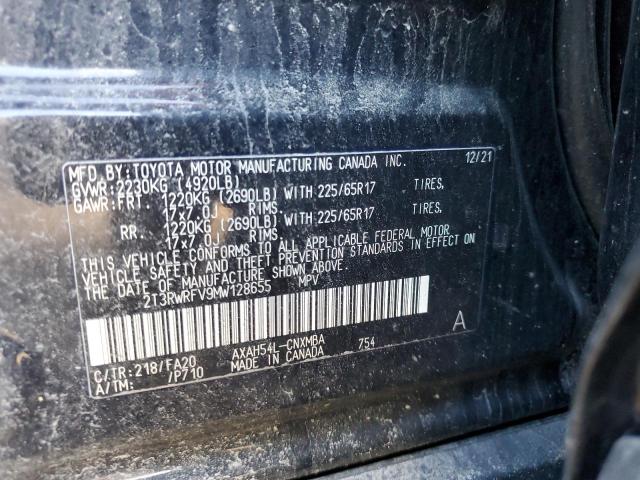 MFD.BY:TOYOTA MOTOR MANUFACTURING CANADA INC. 12/21
GVWR:2230KG (4920LB)
GAWR:FRT. 1220KG (2690LB) WITH 225/65R17 TIRES,
17x7.0J RIMS
RR. 1220KG (2690LB) WITH 225/65R17 TIRES,
17x7.0J RIMS
THIS VEHICLE CONFORMS TO ALL APPLICABLE FEDERAL MOTOR
VEHICLE SAFETY AND THEFT PREVENTION STANDARDS IN EFFECT ON
THE DATE OF MANUFACTURE SHOWN ABOVE.
2T3RWRFV9MW128655 MPV
A
C/TR:218/FA20 AXAH54L-CNXMBA 754
A/TM: /P710 MADE IN CANADA